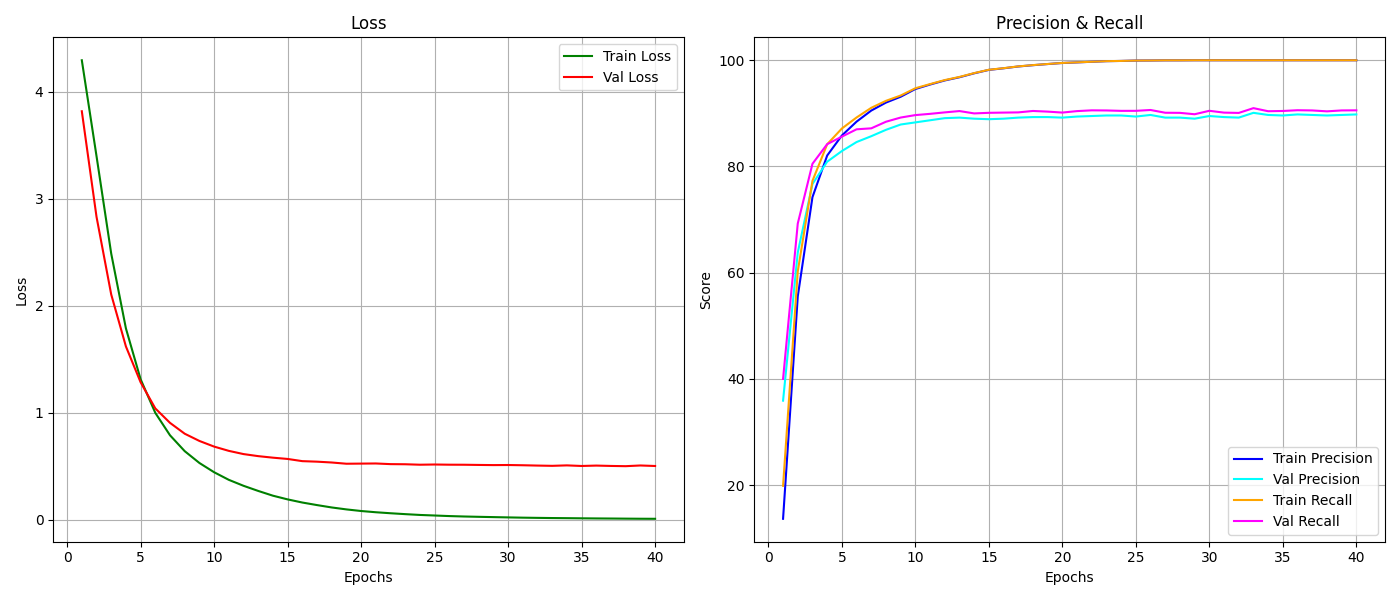 Loss
Train Loss
Val Loss
4
3
2
1
0
Loss
0 5 10 15 20 25 30 35 40
Epochs
Precision & Recall
100
80
60
40
20
Score
Train Precision
Val Precision
Train Recall
Val Recall
0 5 10 15 20 25 30 35 40
Epochs